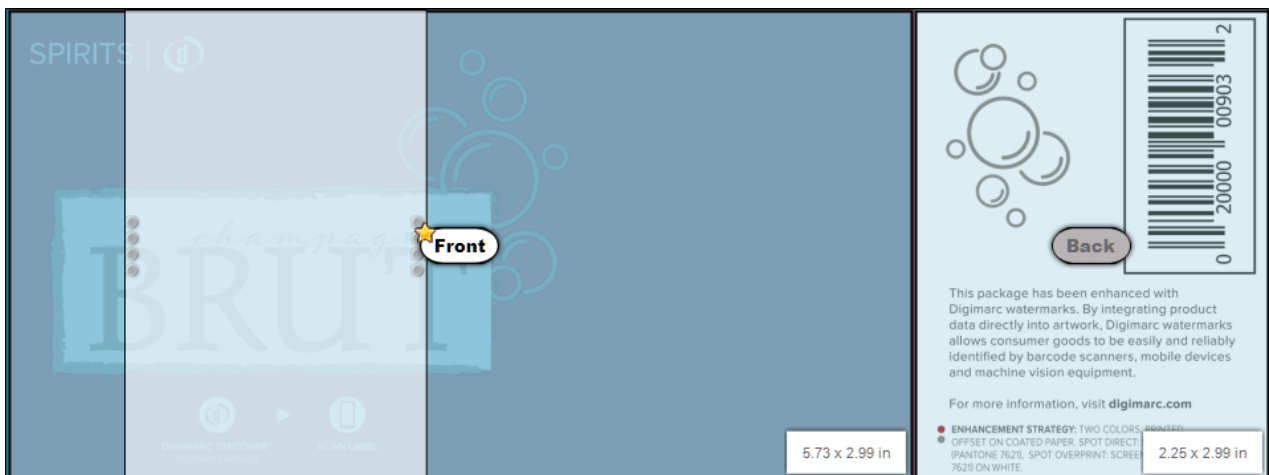 SPIRITS | d
champagn
BRUT
Front
d
DIGIMARC DISCOVER®
SCAN LABEL
5.73 x 2.99 in
0 20000 00903 2
Back
This package has been enhanced with
Digimarc watermarks. By integrating product
data directly into artwork, Digimarc watermarks
allows consumer goods to be easily and reliably
identified by barcode scanners, mobile devices
and machine vision equipment.
For more information, visit digimarc.com
ENHANCEMENT STRATEGY: TWO COLORS, PRINTED
OFFSET ON COATED PAPER. SPOT DIRECT:
(PANTONE 7621), SPOT OVERPRINT: SCREEN
7621) ON WHITE.
2.25 x 2.99 in